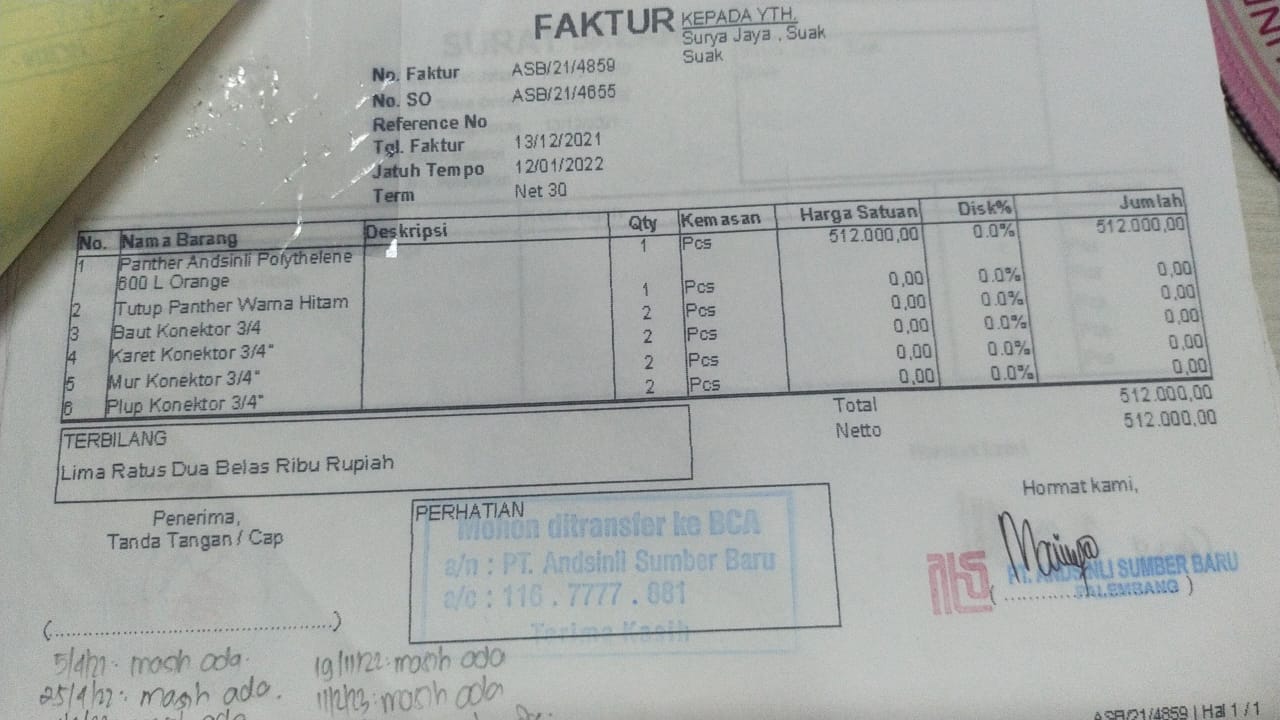 FAKTUR
KEPADA YTH.
Surya Jaya , Suak
Suak
No. Faktur ASB/21/4859
No. SO ASB/21/4655
Reference No
Tgl. Faktur 13/12/2021
Jatuh Tempo 12/01/2022
Term Net 30
No. Nama Barang Deskripsi Qty Kemasan Harga Satuan Disk% Jumlah
1 Panther Andsinli Polythelene 1 Pcs 512.000,00 0.0% 512.000,00
600 L Orange
2 Tutup Panther Warna Hitam 1 Pcs 0,00 0.0% 0,00
3 Baut Konektor 3/4 2 Pcs 0,00 0.0% 0,00
4 Karet Konektor 3/4" 2 Pcs 0,00 0.0% 0,00
5 Mur Konektor 3/4" 2 Pcs 0,00 0.0% 0,00
6 Plup Konektor 3/4" 2 Pcs 0,00 0.0% 0,00
Total 512.000,00
Netto 512.000,00
TERBILANG
Lima Ratus Dua Belas Ribu Rupiah
Penerima,
Tanda Tangan / Cap
(..............................................)
PERHATIAN
Mohon ditransfer ke BCA
a/n : PT. Andsinli Sumber Baru
a/c : 116 . 7777 . 881
Terima Kasih
Hormat kami,
PT. ANDSINLI SUMBER BARU
PALEMBANG
5/4/22: masih ada.
25/4/22: masih ada.
19/11/22: masih ada
11/2/23: masih ada
ASB/21/4859 | Hal 1 / 1